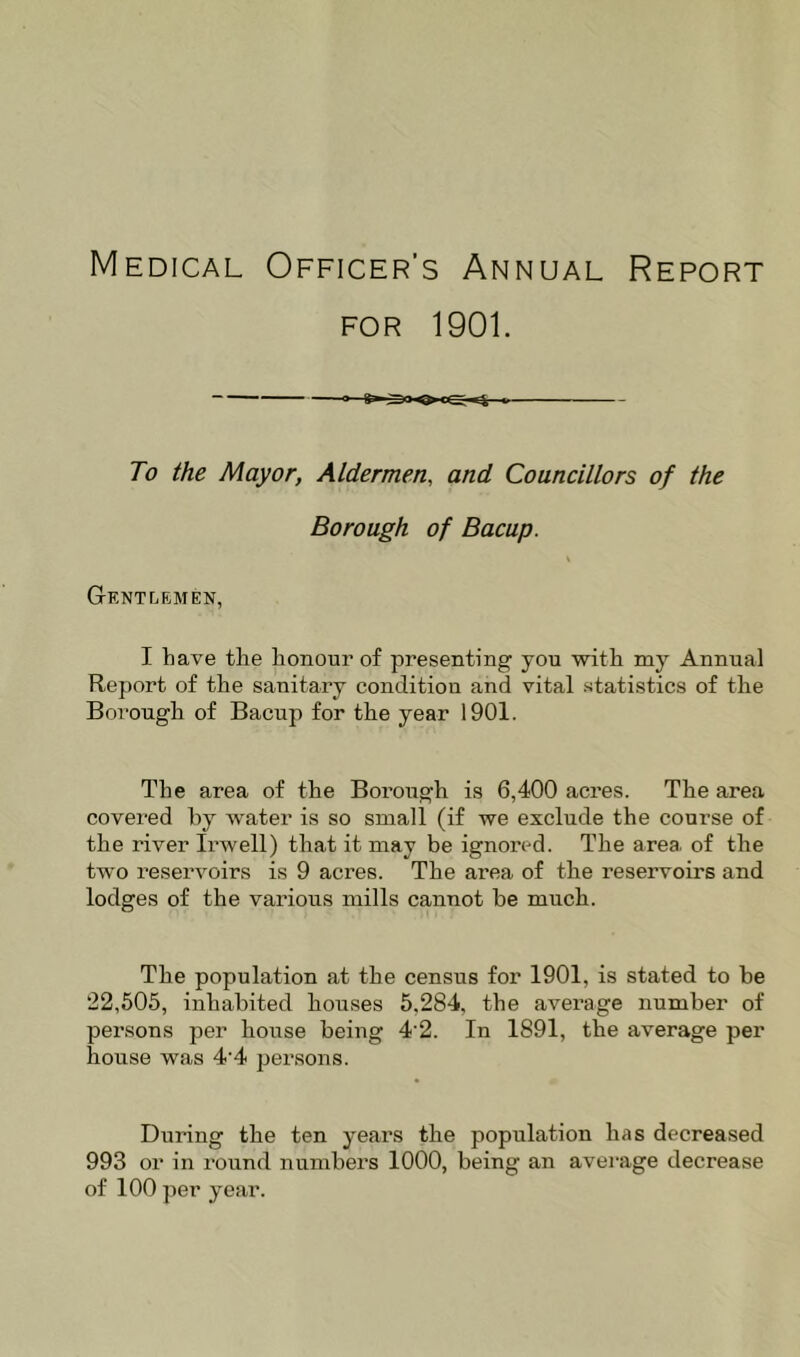 MEDICAL OFFICER'S ANNUAL REPORT
FOR 1901.
To the Mayor, Aldermen, and Councillors of the
Borough of Bacup.
GENTLEMEN,
I have the honour of presenting you with my Annual
Report of the sanitary condition and vital statistics of the
Borough of Bacup for the year 1901.
The area of the Borough is 6,400 acres. The area
covered by water is so small (if we exclude the course of
the river Irwell) that it may be ignored. The area of the
two reservoirs is 9 acres. The area of the reservoirs and
lodges of the various mills cannot be much.
The population at the census for 1901, is stated to be
22,505, inhabited houses 5,284, the average number of
persons per house being 4·2. In 1891, the average per
house was 4·4 persons.
During the ten years the population has decreased
993 or in round numbers 1000, being an average decrease
of 100 per year.